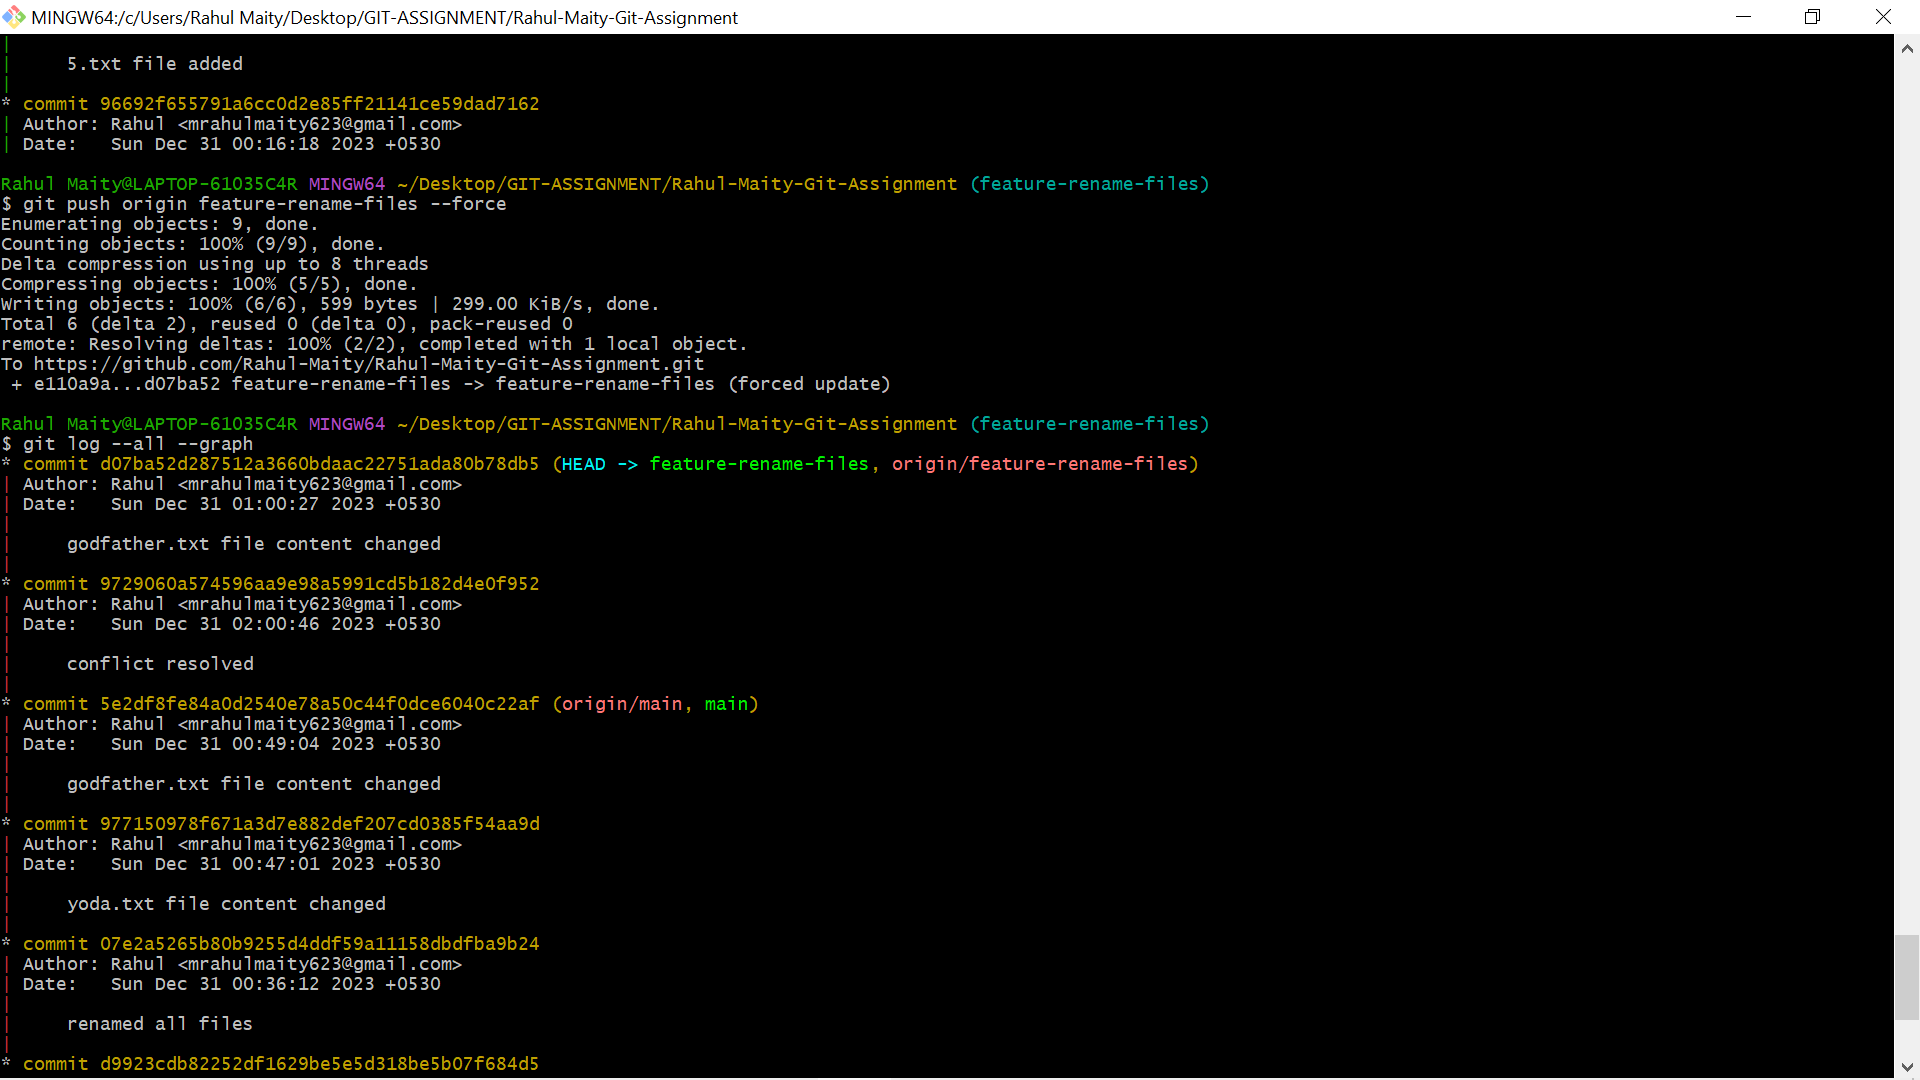 MINGW64:/c/Users/Rahul Maity/Desktop/GIT-ASSIGNMENT/Rahul-Maity-Git-Assignment
|
|     5.txt file added
|
* commit 96692f655791a6cc0d2e85ff21141ce59dad7162
| Author: Rahul <mrahulmaity623@gmail.com>
| Date:   Sun Dec 31 00:16:18 2023 +0530

Rahul Maity@LAPTOP-61O35C4R MINGW64 ~/Desktop/GIT-ASSIGNMENT/Rahul-Maity-Git-Assignment (feature-rename-files)
$ git push origin feature-rename-files --force
Enumerating objects: 9, done.
Counting objects: 100% (9/9), done.
Delta compression using up to 8 threads
Compressing objects: 100% (5/5), done.
Writing objects: 100% (6/6), 599 bytes | 299.00 KiB/s, done.
Total 6 (delta 2), reused 0 (delta 0), pack-reused 0
remote: Resolving deltas: 100% (2/2), completed with 1 local object.
To https://github.com/Rahul-Maity/Rahul-Maity-Git-Assignment.git
 + e110a9a...d07ba52 feature-rename-files -> feature-rename-files (forced update)

Rahul Maity@LAPTOP-61O35C4R MINGW64 ~/Desktop/GIT-ASSIGNMENT/Rahul-Maity-Git-Assignment (feature-rename-files)
$ git log --all --graph
* commit d07ba52d287512a3660bdaac22751ada80b78db5 (HEAD -> feature-rename-files, origin/feature-rename-files)
| Author: Rahul <mrahulmaity623@gmail.com>
| Date:   Sun Dec 31 01:00:27 2023 +0530
|
|     godfather.txt file content changed
|
* commit 9729060a574596aa9e98a5991cd5b182d4e0f952
| Author: Rahul <mrahulmaity623@gmail.com>
| Date:   Sun Dec 31 02:00:46 2023 +0530
|
|     conflict resolved
|
* commit 5e2df8fe84a0d2540e78a50c44f0dce6040c22af (origin/main, main)
| Author: Rahul <mrahulmaity623@gmail.com>
| Date:   Sun Dec 31 00:49:04 2023 +0530
|
|     godfather.txt file content changed
|
* commit 977150978f671a3d7e882def207cd0385f54aa9d
| Author: Rahul <mrahulmaity623@gmail.com>
| Date:   Sun Dec 31 00:47:01 2023 +0530
|
|     yoda.txt file content changed
|
* commit 07e2a5265b80b9255d4ddf59a11158dbdfba9b24
| Author: Rahul <mrahulmaity623@gmail.com>
| Date:   Sun Dec 31 00:36:12 2023 +0530
|
|     renamed all files
|
* commit d9923cdb82252df1629be5e5d318be5b07f684d5